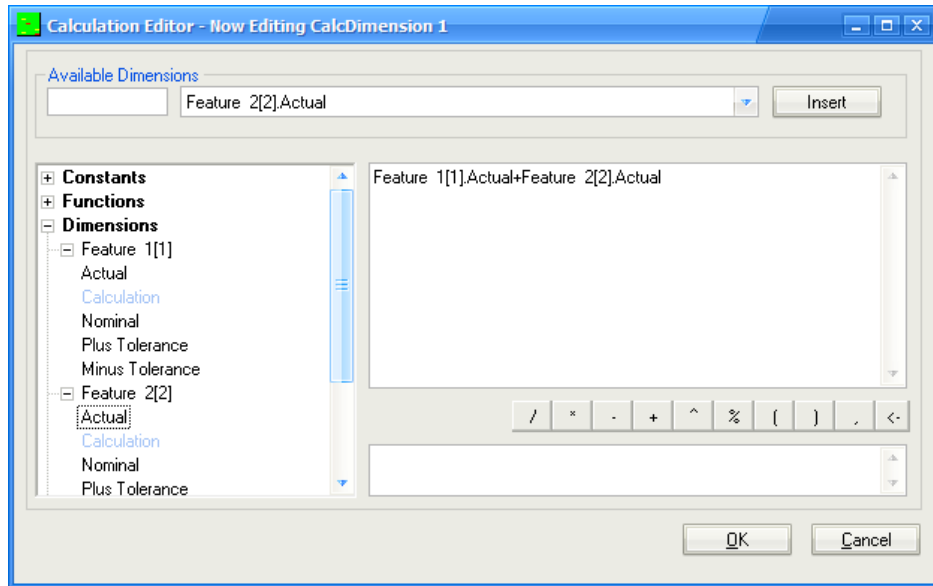 Calculation Editor - Now Editing CalcDimension 1
Available Dimensions
Feature 2[2].Actual
Insert
Constants
Functions
Dimensions
Feature 1[1]
Actual
Calculation
Nominal
Plus Tolerance
Minus Tolerance
Feature 2[2]
Actual
Calculation
Nominal
Plus Tolerance
Feature 1[1].Actual+Feature 2[2].Actual
/ * - + ^ % ( ) , <-
OK Cancel